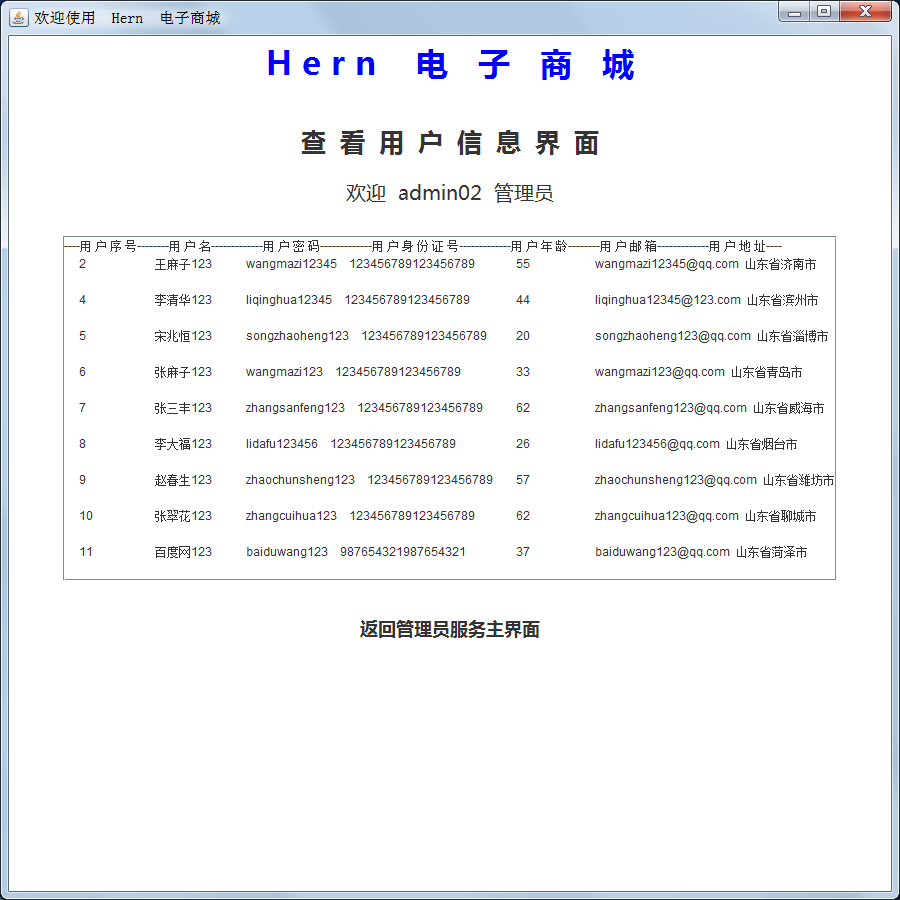 欢迎使用 Hern 电子商城
Hern 电子商城
查看用户信息界面
欢迎 admin02 管理员
----用户序号--------用户名-------------用户密码-------------用户身份证号-------------用户年龄--------用户邮箱-------------用户地址----
2 王麻子123 wangmazi12345 123456789123456789 55 wangmazi12345@qq.com 山东省济南市
4 李清华123 liqinghua12345 123456789123456789 44 liqinghua12345@123.com 山东省滨州市
5 宋兆恒123 songzhaoheng123 123456789123456789 20 songzhaoheng123@qq.com 山东省淄博市
6 张麻子123 wangmazi123 123456789123456789 33 wangmazi123@qq.com 山东省青岛市
7 张三丰123 zhangsanfeng123 123456789123456789 62 zhangsanfeng123@qq.com 山东省威海市
8 李大福123 lidafu123456 123456789123456789 26 lidafu123456@qq.com 山东省烟台市
9 赵春生123 zhaochunsheng123 123456789123456789 57 zhaochunsheng123@qq.com 山东省潍坊市
10 张翠花123 zhangcuihua123 123456789123456789 62 zhangcuihua123@qq.com 山东省聊城市
11 百度网123 baiduwang123 987654321987654321 37 baiduwang123@qq.com 山东省菏泽市
返回管理员服务主界面